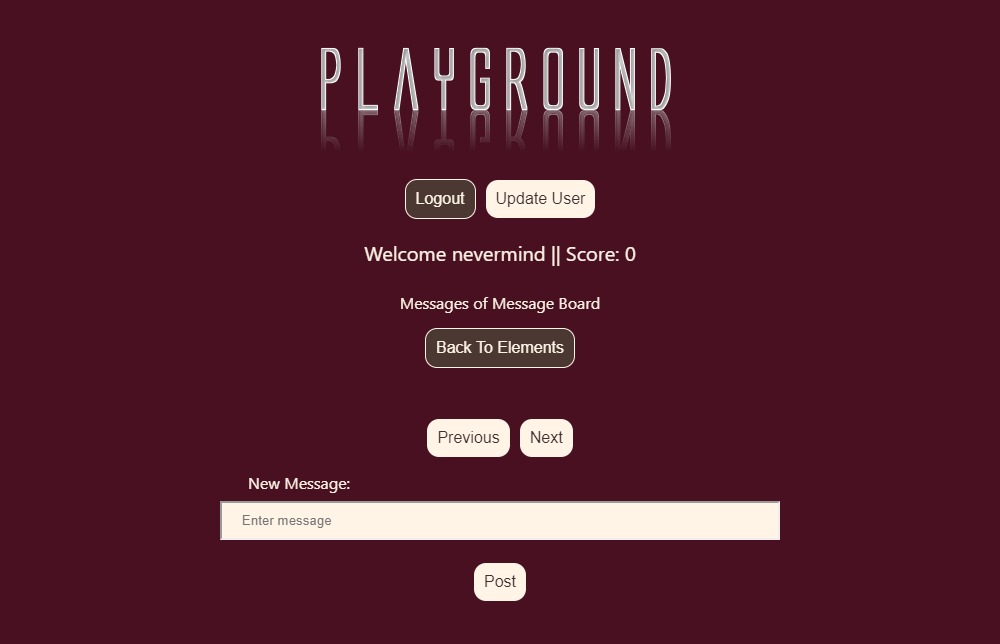 PLAYGROUND
Logout Update User
Welcome nevermind || Score: 0
Messages of Message Board
Back To Elements
Previous Next
New Message:
Enter message
Post